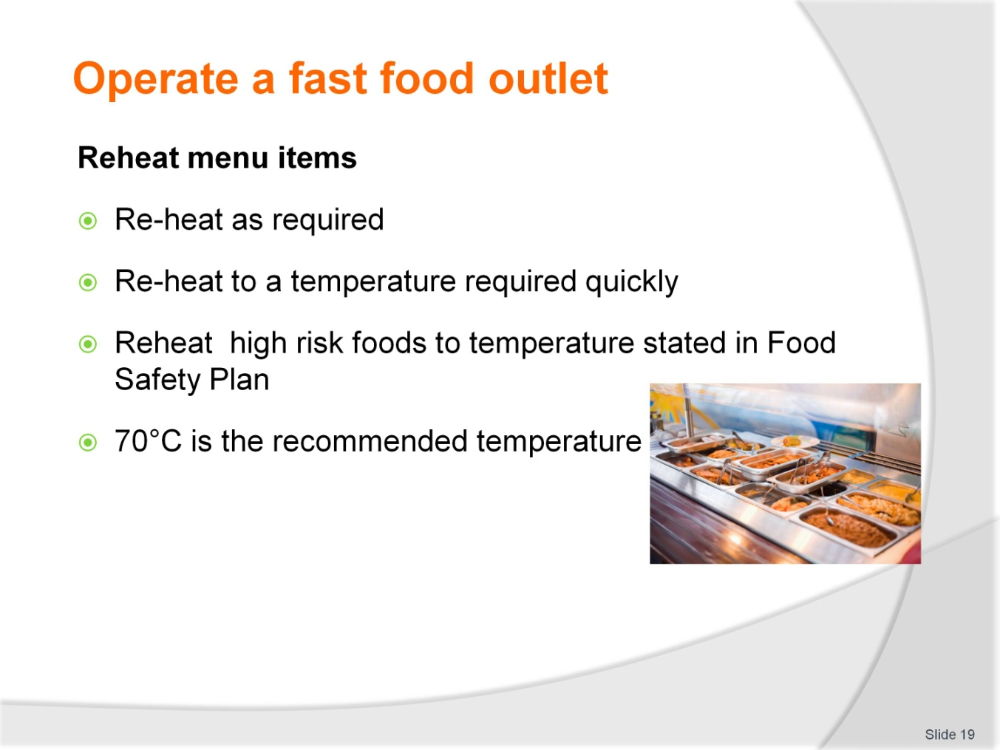 Operate a fast food outlet
Reheat menu items
Re-heat as required
Re-heat to a temperature required quickly
Reheat  high risk foods to temperature stated in Food
Safety Plan
70°C is the recommended temperature
Slide 19